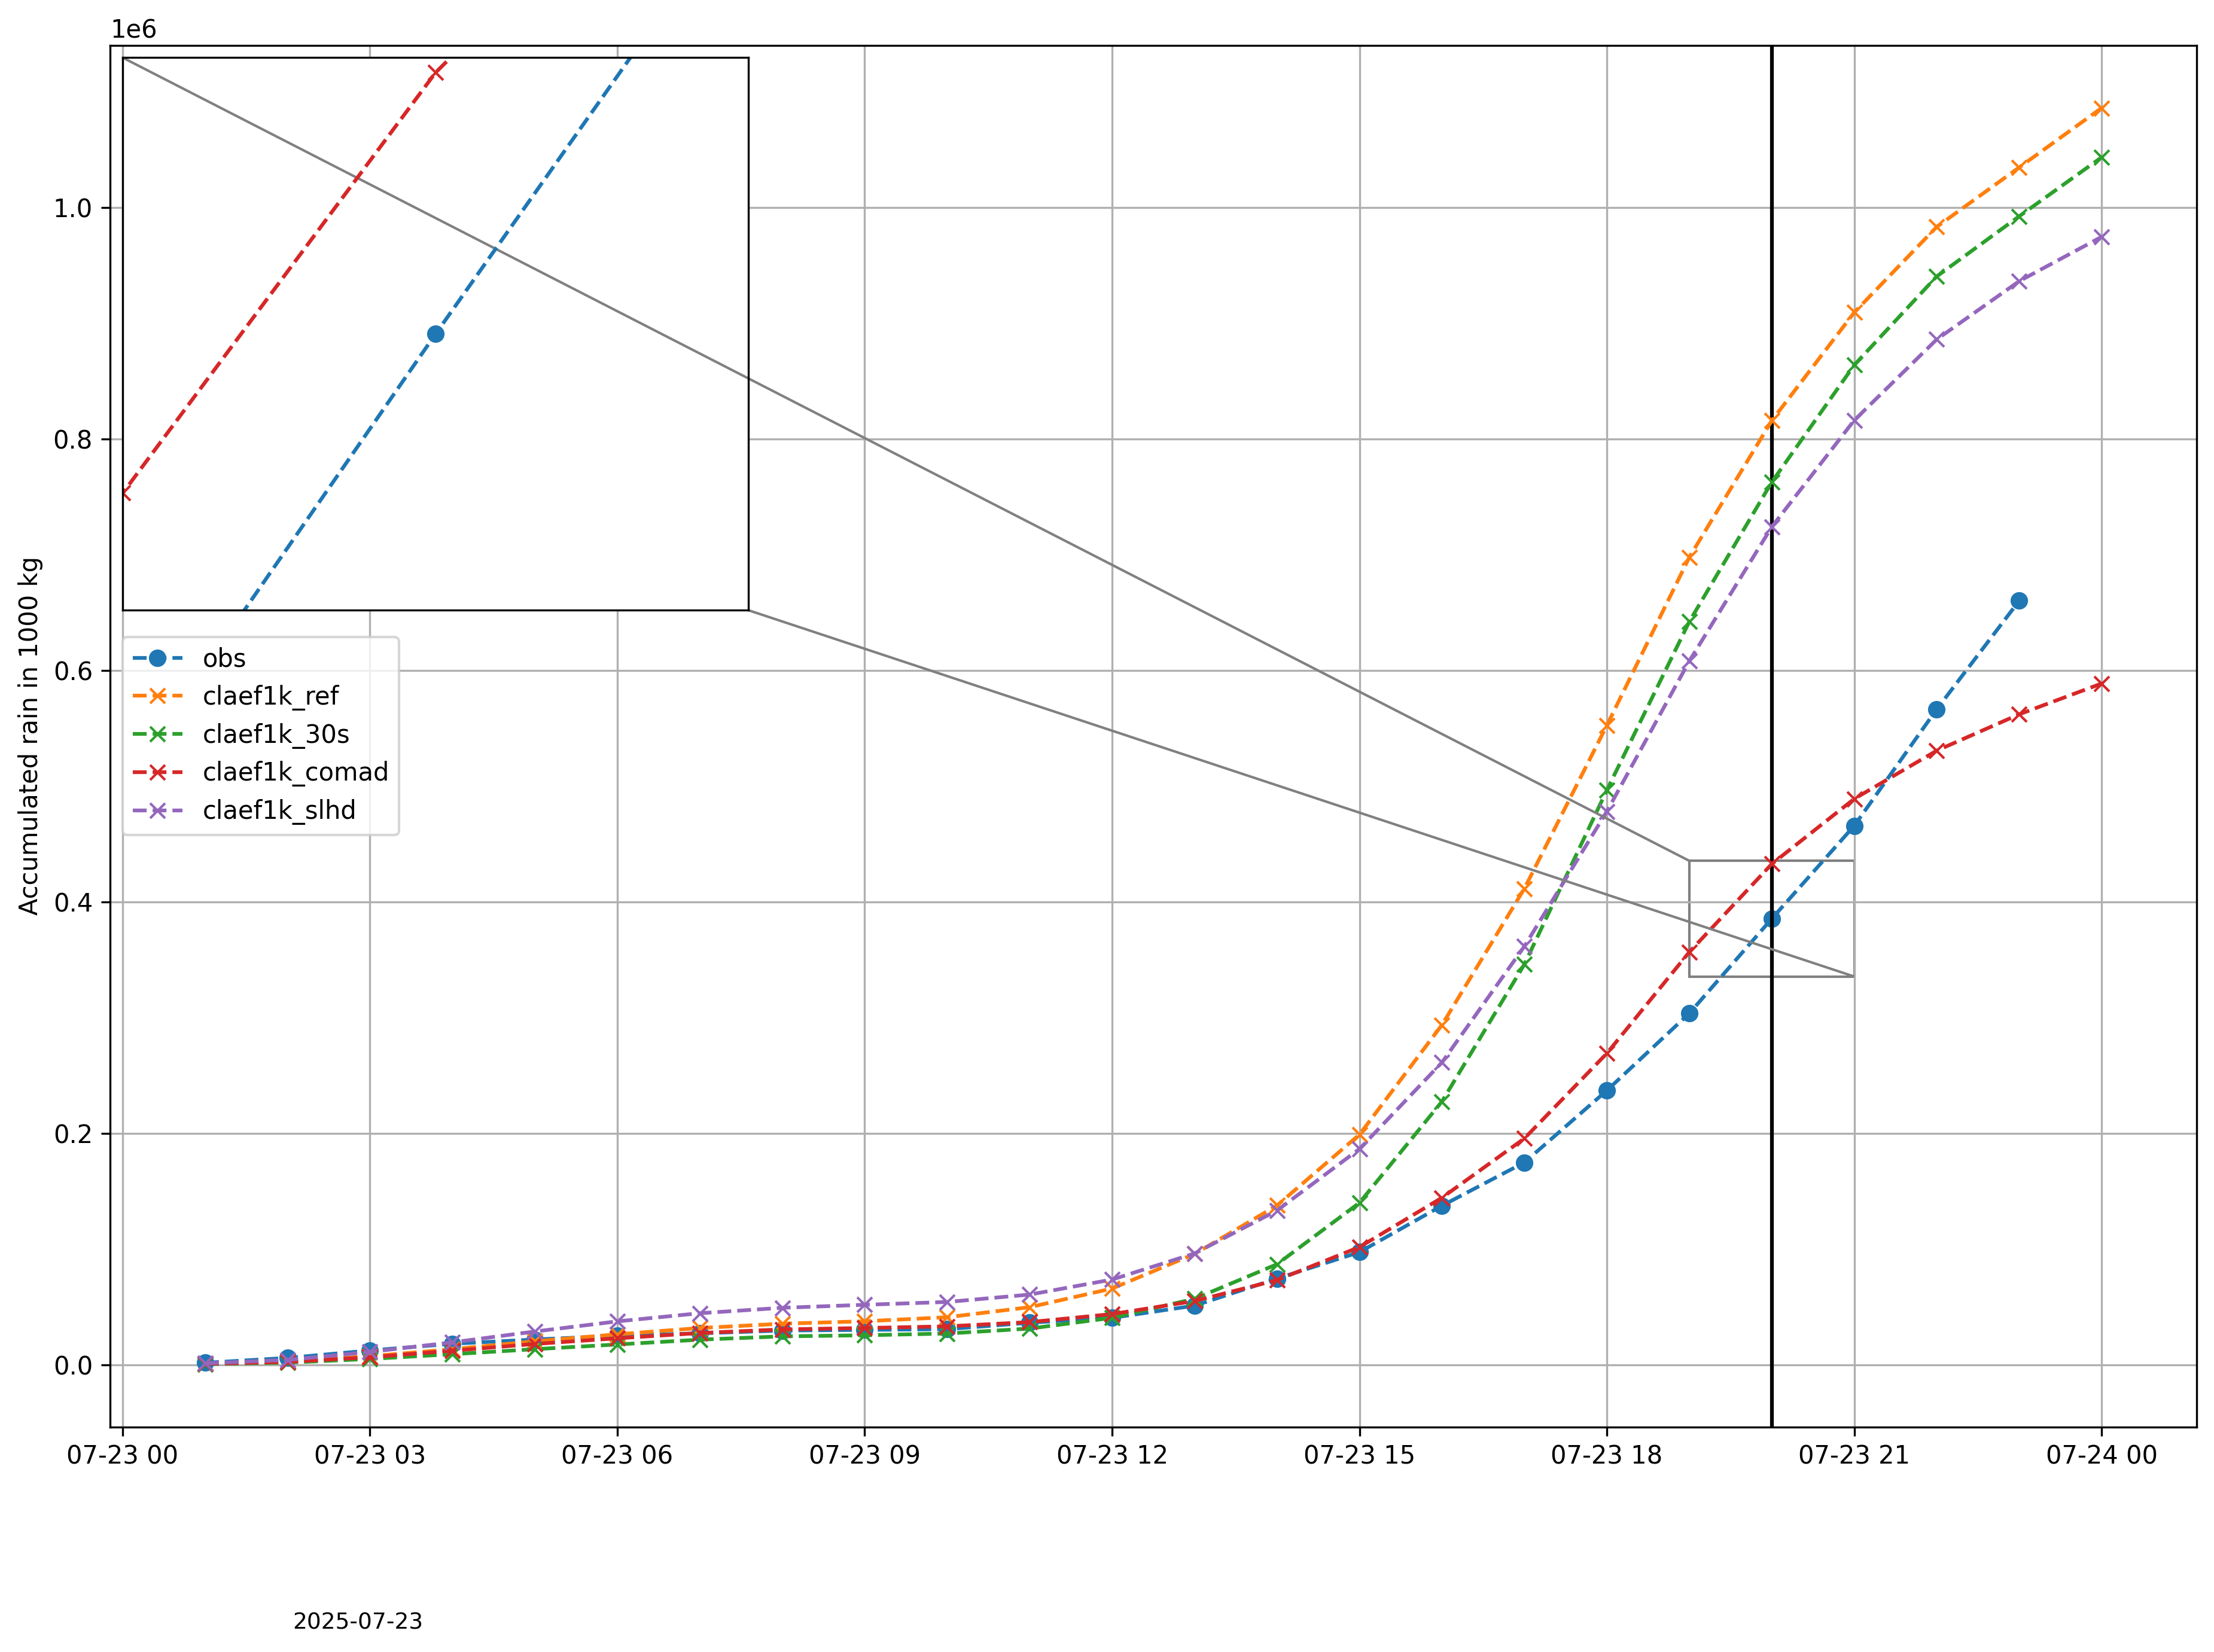 1e6
1.0
0.8
0.6
0.4
0.2
0.0
Accumulated rain in 1000 kg
obs
claef1k_ref
claef1k_30s
claef1k_comad
claef1k_slhd
07-23 00 07-23 03 07-23 06 07-23 09 07-23 12 07-23 15 07-23 18 07-23 21 07-24 00
2025-07-23